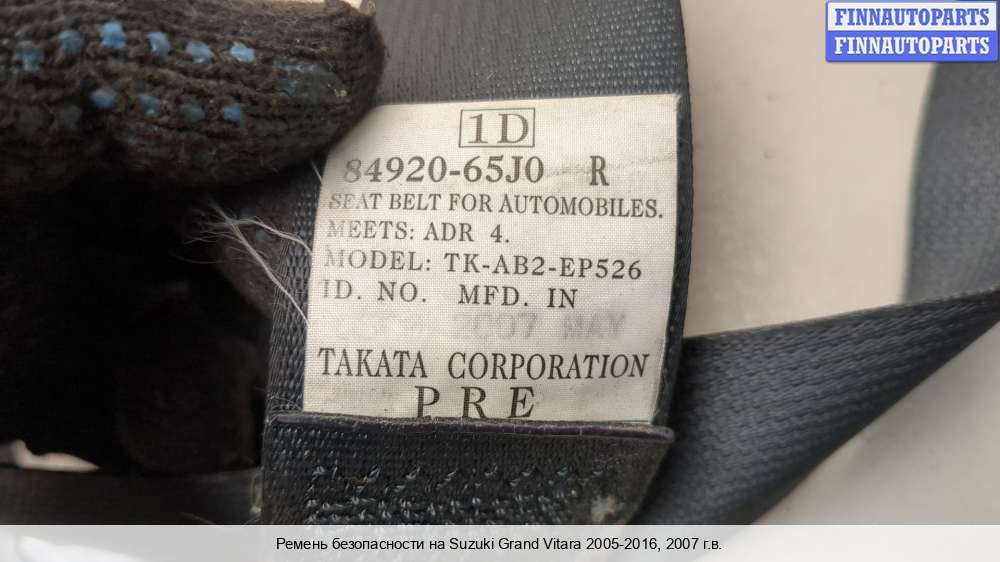 FINNAUTOPARTS
FINNAUTOPARTS
1D
84920-65J0 R
SEAT BELT FOR AUTOMOBILES.
MEETS: ADR 4.
MODEL: TK-AB2-EP526
ID. NO. MFD. IN
2007 MAY
TAKATA CORPORATION
PRE
Ремень безопасности на Suzuki Grand Vitara 2005-2016, 2007 г.в.